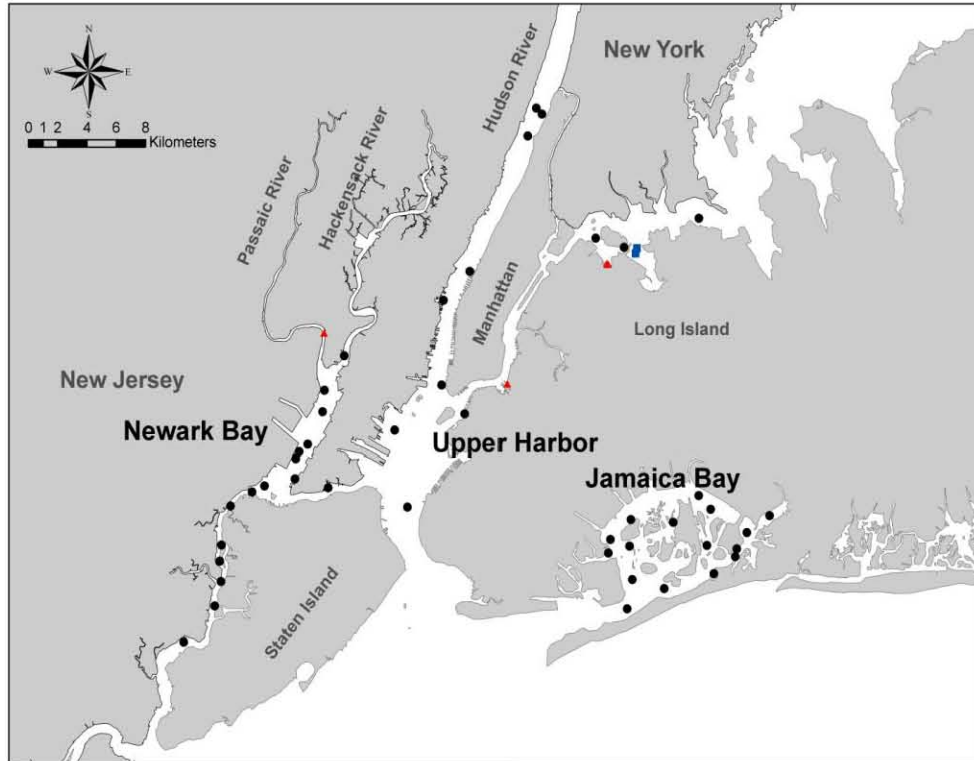 N
W
E
S
0 1 2 4 6 8
Kilometers
Passaic River
Hackensack River
Hudson River
New York
Manhattan
Long Island
New Jersey
Newark Bay
Upper Harbor
Jamaica Bay
Staten Island